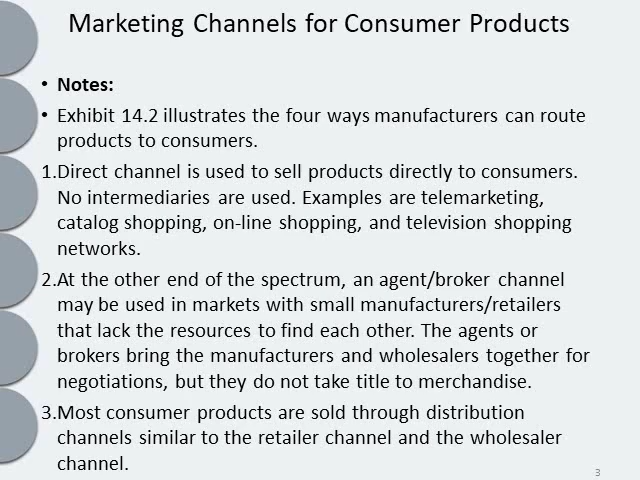 Marketing Channels for Consumer Products
• Notes:
• Exhibit 14.2 illustrates the four ways manufacturers can route
products to consumers.
1.Direct channel is used to sell products directly to consumers.
No intermediaries are used. Examples are telemarketing,
catalog shopping, on-line shopping, and television shopping
networks.
2.At the other end of the spectrum, an agent/broker channel
may be used in markets with small manufacturers/retailers
that lack the resources to find each other. The agents or
brokers bring the manufacturers and wholesalers together for
negotiations, but they do not take title to merchandise.
3.Most consumer products are sold through distribution
channels similar to the retailer channel and the wholesaler
channel.
3